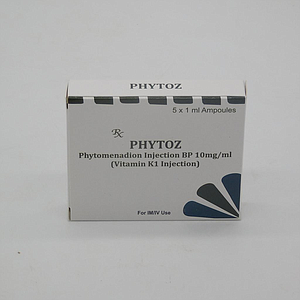 PHYTOZ
5 x 1 ml Ampoules
Rx
PHYTOZ
Phytomenadion Injection BP 10mg/ml
(Vitamin K1 Injection)
For IM/IV Use